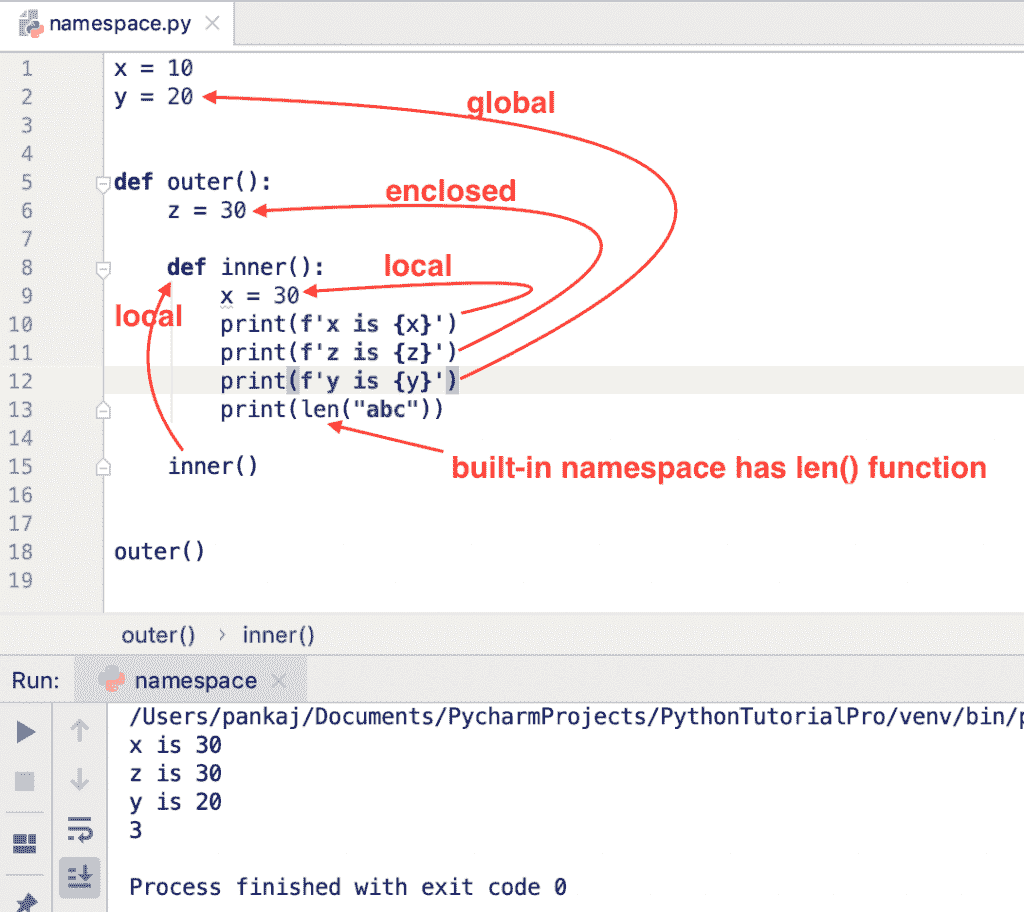 namespace.py
1 x = 10
2 y = 20
global
3
4
5 def outer():
enclosed
6 z = 30
7
8 def inner():
local
9 x = 30
local
10 print(f'x is {x}')
11 print(f'z is {z}')
12 print(f'y is {y}')
13 print(len("abc"))
14
15 inner()
built-in namespace has len() function
16
17
18 outer()
19
outer() › inner()
Run: namespace
/Users/pankaj/Documents/PycharmProjects/PythonTutorialPro/venv/bin/
x is 30
z is 30
y is 20
3
Process finished with exit code 0